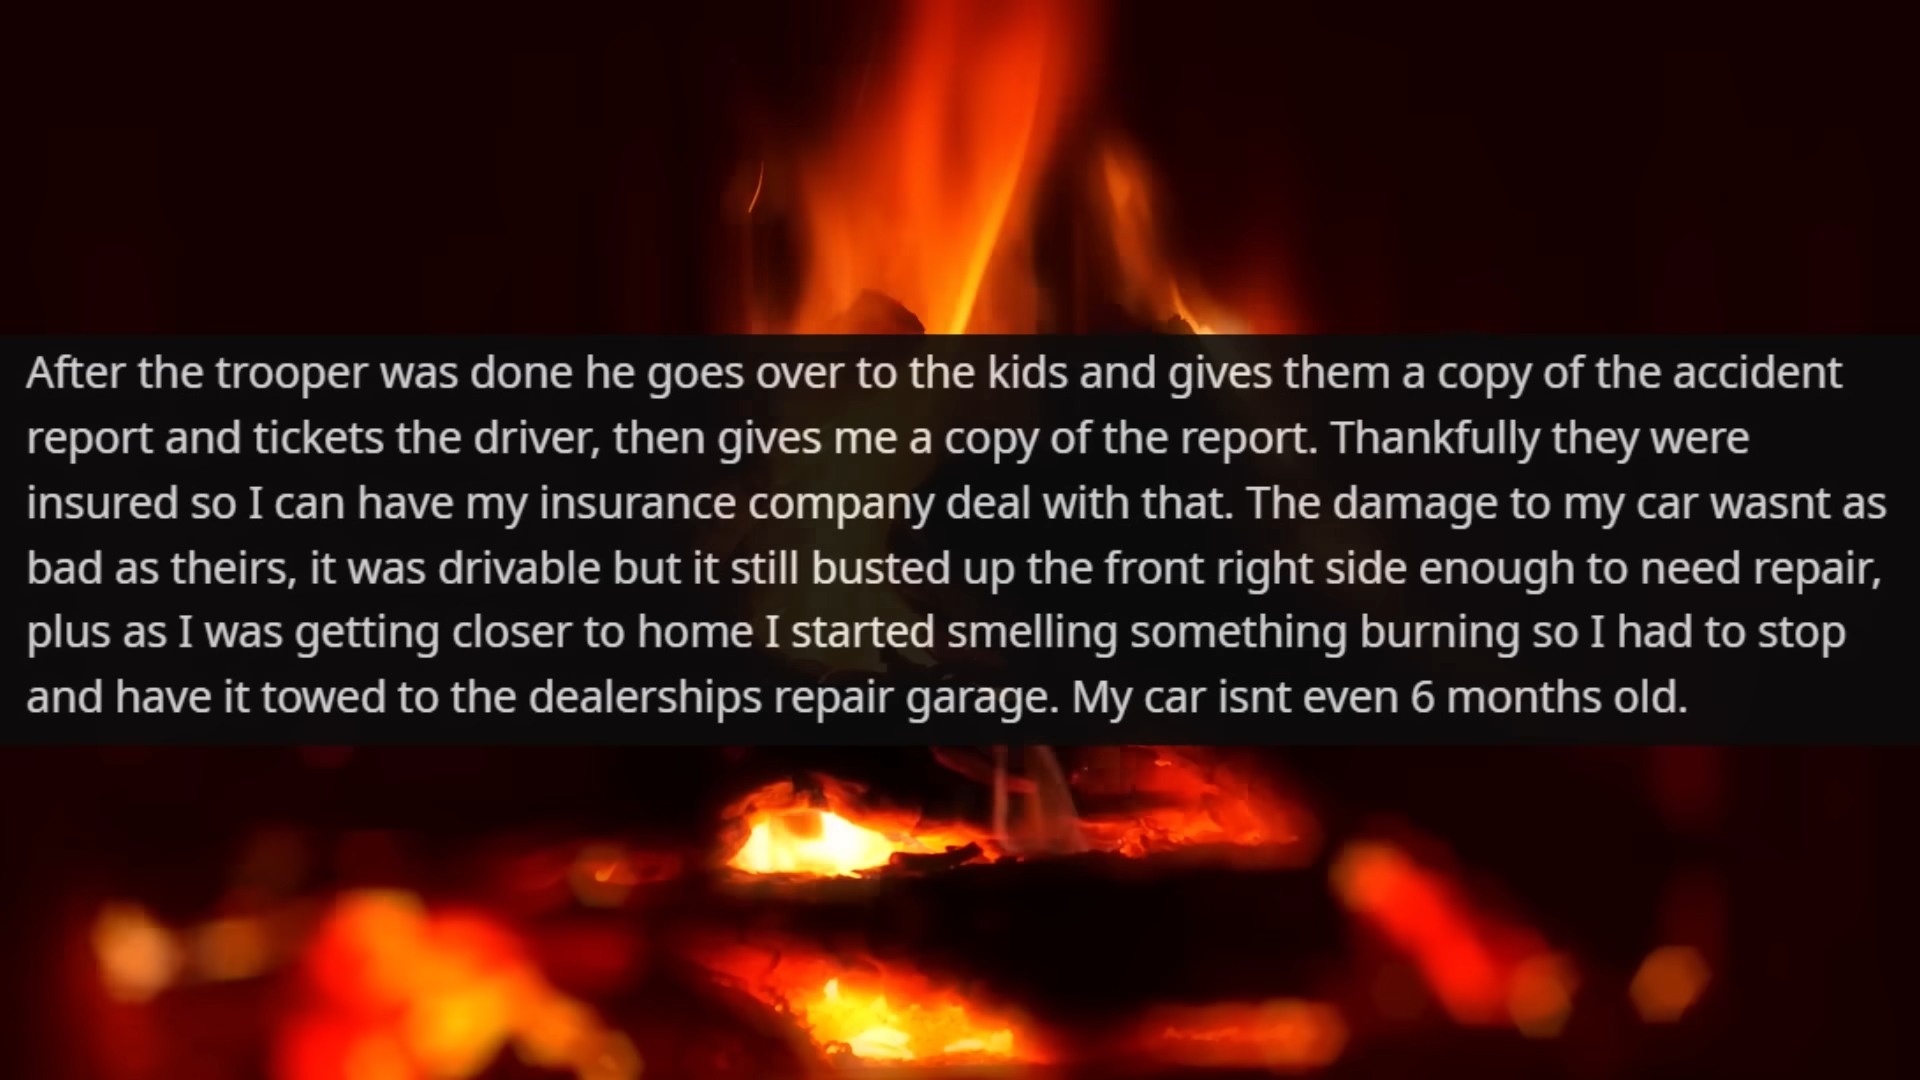 After the trooper was done he goes over to the kids and gives them a copy of the accident
report and tickets the driver, then gives me a copy of the report. Thankfully they were
insured so I can have my insurance company deal with that. The damage to my car wasnt as
bad as theirs, it was drivable but it still busted up the front right side enough to need repair,
plus as I was getting closer to home I started smelling something burning so I had to stop
and have it towed to the dealerships repair garage. My car isnt even 6 months old.